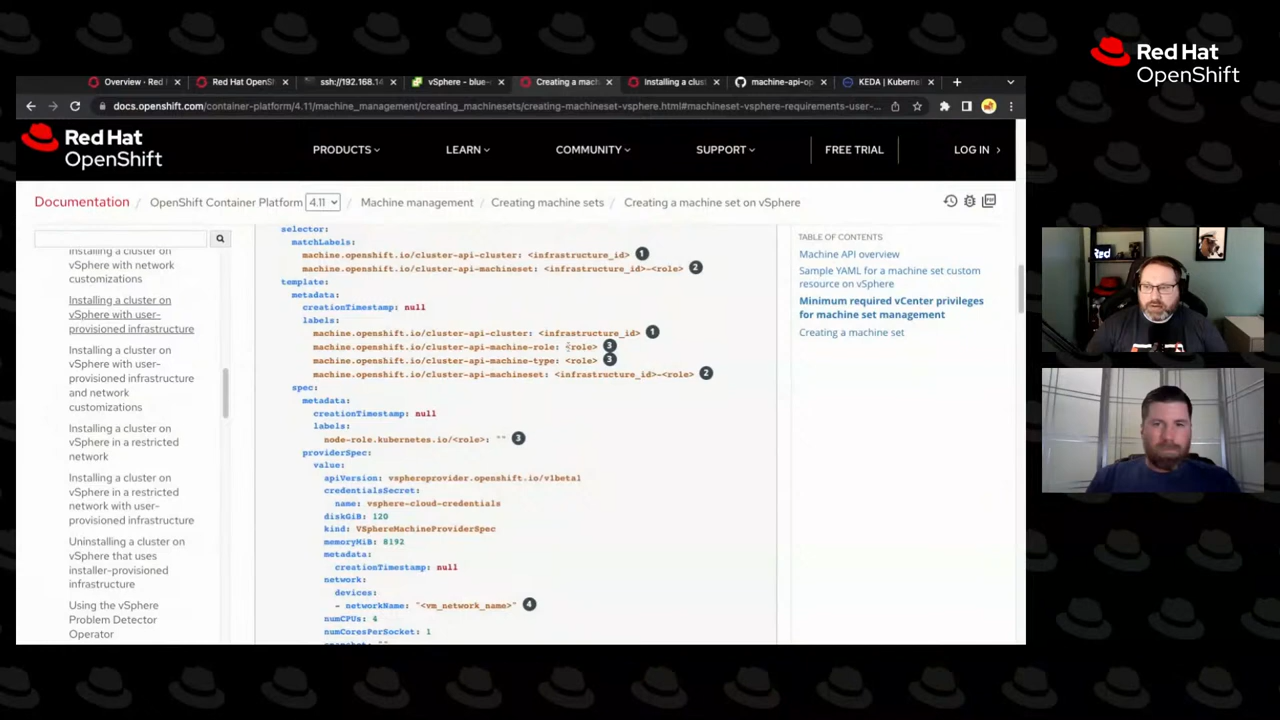 Red Hat
OpenShift
Overview · Red
Red Hat OpenSh
ssh://192.168.14
vSphere - blue-c
Creating a mach
Installing a clust
machine-api-op
KEDA | Kuberne
docs.openshift.com/container-platform/4.11/machine_management/creating_machinesets/creating-machineset-vsphere.html#machineset-vsphere-requirements-user-...
Red Hat
OpenShift
PRODUCTS
LEARN
COMMUNITY
SUPPORT
FREE TRIAL
LOG IN
Documentation / OpenShift Container Platform 4.11 / Machine management / Creating machine sets / Creating a machine set on vSphere
Installing a cluster on
vSphere with network
customizations
Installing a cluster on
vSphere with user-
provisioned infrastructure
Installing a cluster on
vSphere with user-
provisioned infrastructure
and network
customizations
Installing a cluster on
vSphere in a restricted
network
Installing a cluster on
vSphere in a restricted
network with user-
provisioned infrastructure
Uninstalling a cluster on
vSphere that uses
installer-provisioned
infrastructure
Using the vSphere
Problem Detector
Operator
selector:
matchLabels:
machine.openshift.io/cluster-api-cluster: <infrastructure_id> 1
machine.openshift.io/cluster-api-machineset: <infrastructure_id>-<role> 2
template:
metadata:
creationTimestamp: null
labels:
machine.openshift.io/cluster-api-cluster: <infrastructure_id> 1
machine.openshift.io/cluster-api-machine-role: <role> 3
machine.openshift.io/cluster-api-machine-type: <role> 3
machine.openshift.io/cluster-api-machineset: <infrastructure_id>-<role> 2
spec:
metadata:
creationTimestamp: null
labels:
node-role.kubernetes.io/<role>: "" 3
providerSpec:
value:
apiVersion: vsphereprovider.openshift.io/v1beta1
credentialsSecret:
name: vsphere-cloud-credentials
diskGiB: 120
kind: VSphereMachineProviderSpec
memoryMiB: 8192
metadata:
creationTimestamp: null
network:
devices:
- networkName: "<vm_network_name>" 4
numCPUs: 4
numCoresPerSocket: 1
snapshot: ""
TABLE OF CONTENTS
Machine API overview
Sample YAML for a machine set custom
resource on vSphere
Minimum required vCenter privileges
for machine set management
Creating a machine set
Red